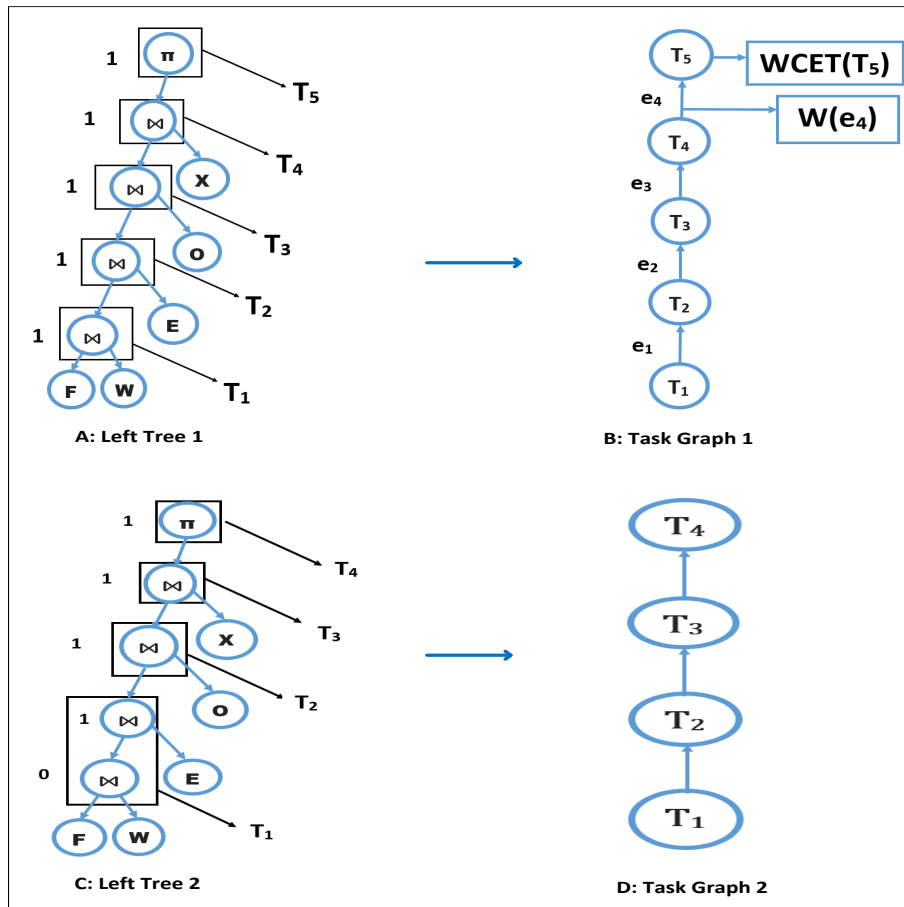 1 π
T₅
1 ⋈
T₄
X
1 ⋈
T₃
O
1 ⋈
T₂
E
1 ⋈
T₁
F W
A: Left Tree 1
T₅
WCET(T₅)
e₄
W(e₄)
T₄
e₃
T₃
e₂
T₂
e₁
T₁
B: Task Graph 1
1 π
T₄
1 ⋈
T₃
X
1 ⋈
T₂
O
1 ⋈
0 ⋈ E
T₁
F W
C: Left Tree 2
T₄
T₃
T₂
T₁
D: Task Graph 2